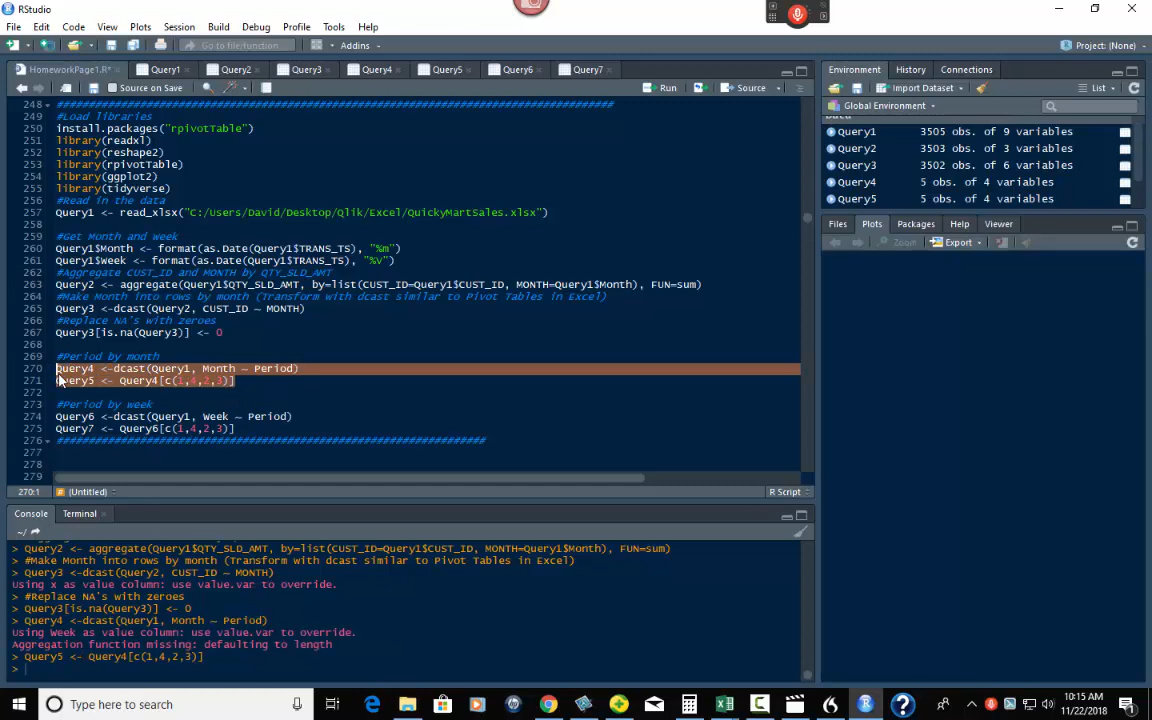 RStudio
File Edit Code View Plots Session Build Debug Profile Tools Help
Go to file/function Addins Project: (None)
HomeworkPage1.R* Query1 Query2 Query3 Query4 Query5 Query6 Query7
Source on Save Run Source
248 ##############################################################################################
249 #Load libraries
250 install.packages("rpivotTable")
251 library(readxl)
252 library(reshape2)
253 library(rpivotTable)
254 library(ggplot2)
255 library(tidyverse)
256 #Read in the data
257 Query1 <- read_xlsx("C:/Users/David/Desktop/Qlik/Excel/QuickyMartSales.xlsx")
258
259 #Get Month and week
260 Query1$Month <- format(as.Date(Query1$TRANS_TS), "%m")
261 Query1$Week <- format(as.Date(Query1$TRANS_TS), "%V")
262 #Aggregate CUST_ID and MONTH by QTY_SLD_AMT
263 Query2 <- aggregate(Query1$QTY_SLD_AMT, by=list(CUST_ID=Query1$CUST_ID, MONTH=Query1$Month), FUN=sum)
264 #Make Month into rows by month (Transform with dcast similar to Pivot Tables in Excel)
265 Query3 <-dcast(Query2, CUST_ID ~ MONTH)
266 #Replace NA's with zeroes
267 Query3[is.na(Query3)] <- 0
268
269 #Period by month
270 Query4 <-dcast(Query1, Month ~ Period)
271 Query5 <- Query4[c(1,4,2,3)]
272
273 #Period by week
274 Query6 <-dcast(Query1, Week ~ Period)
275 Query7 <- Query6[c(1,4,2,3)]
276 ########################################################################
277
278
279
270:1 (Untitled) R Script
Console Terminal
~/
> Query2 <- aggregate(Query1$QTY_SLD_AMT, by=list(CUST_ID=Query1$CUST_ID, MONTH=Query1$Month), FUN=sum)
> #Make Month into rows by month (Transform with dcast similar to Pivot Tables in Excel)
> Query3 <-dcast(Query2, CUST_ID ~ MONTH)
Using x as value column: use value.var to override.
> #Replace NA's with zeroes
> Query3[is.na(Query3)] <- 0
> Query4 <-dcast(Query1, Month ~ Period)
Using Week as value column: use value.var to override.
Aggregation function missing: defaulting to length
> Query5 <- Query4[c(1,4,2,3)]
>
Environment History Connections
Import Dataset List
Global Environment
Data
Query1 3505 obs. of 9 variables
Query2 3503 obs. of 3 variables
Query3 3502 obs. of 6 variables
Query4 5 obs. of 4 variables
Query5 5 obs. of 4 variables
Files Plots Packages Help Viewer
Zoom Export
Type here to search
10:15 AM
11/22/2018